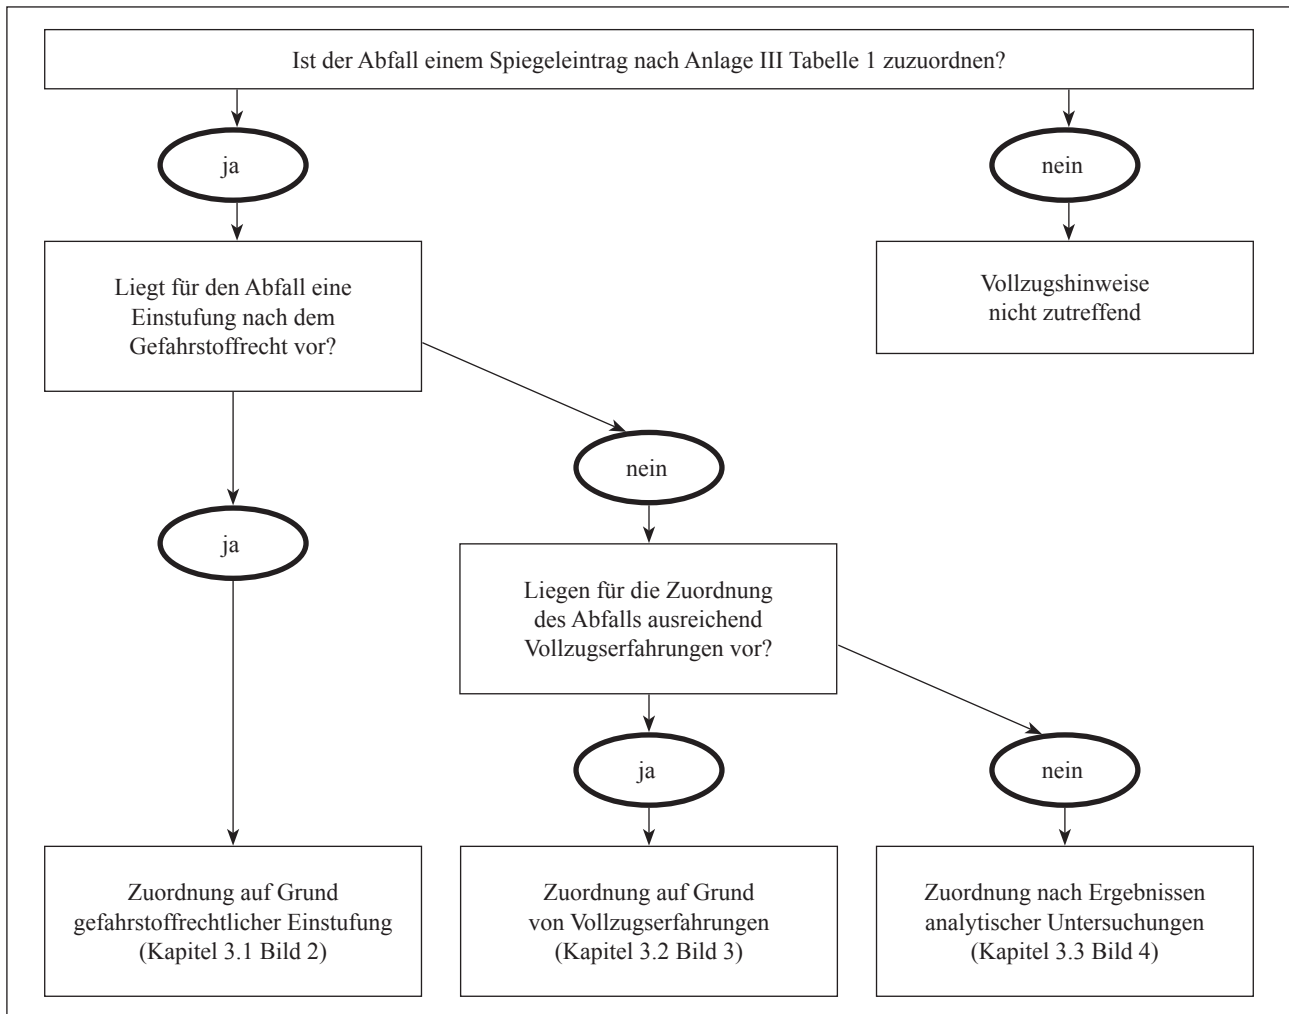 Ist der Abfall einem Spiegeleintrag nach Anlage III Tabelle 1 zuzuordnen?
ja
nein
Liegt für den Abfall eine
Einstufung nach dem
Gefahrstoffrecht vor?
Vollzugshinweise
nicht zutreffend
nein
ja
Liegen für die Zuordnung
des Abfalls ausreichend
Vollzugserfahrungen vor?
ja
nein
Zuordnung auf Grund
gefahrstoffrechtlicher Einstufung
(Kapitel 3.1 Bild 2)
Zuordnung auf Grund
von Vollzugserfahrungen
(Kapitel 3.2 Bild 3)
Zuordnung nach Ergebnissen
analytischer Untersuchungen
(Kapitel 3.3 Bild 4)